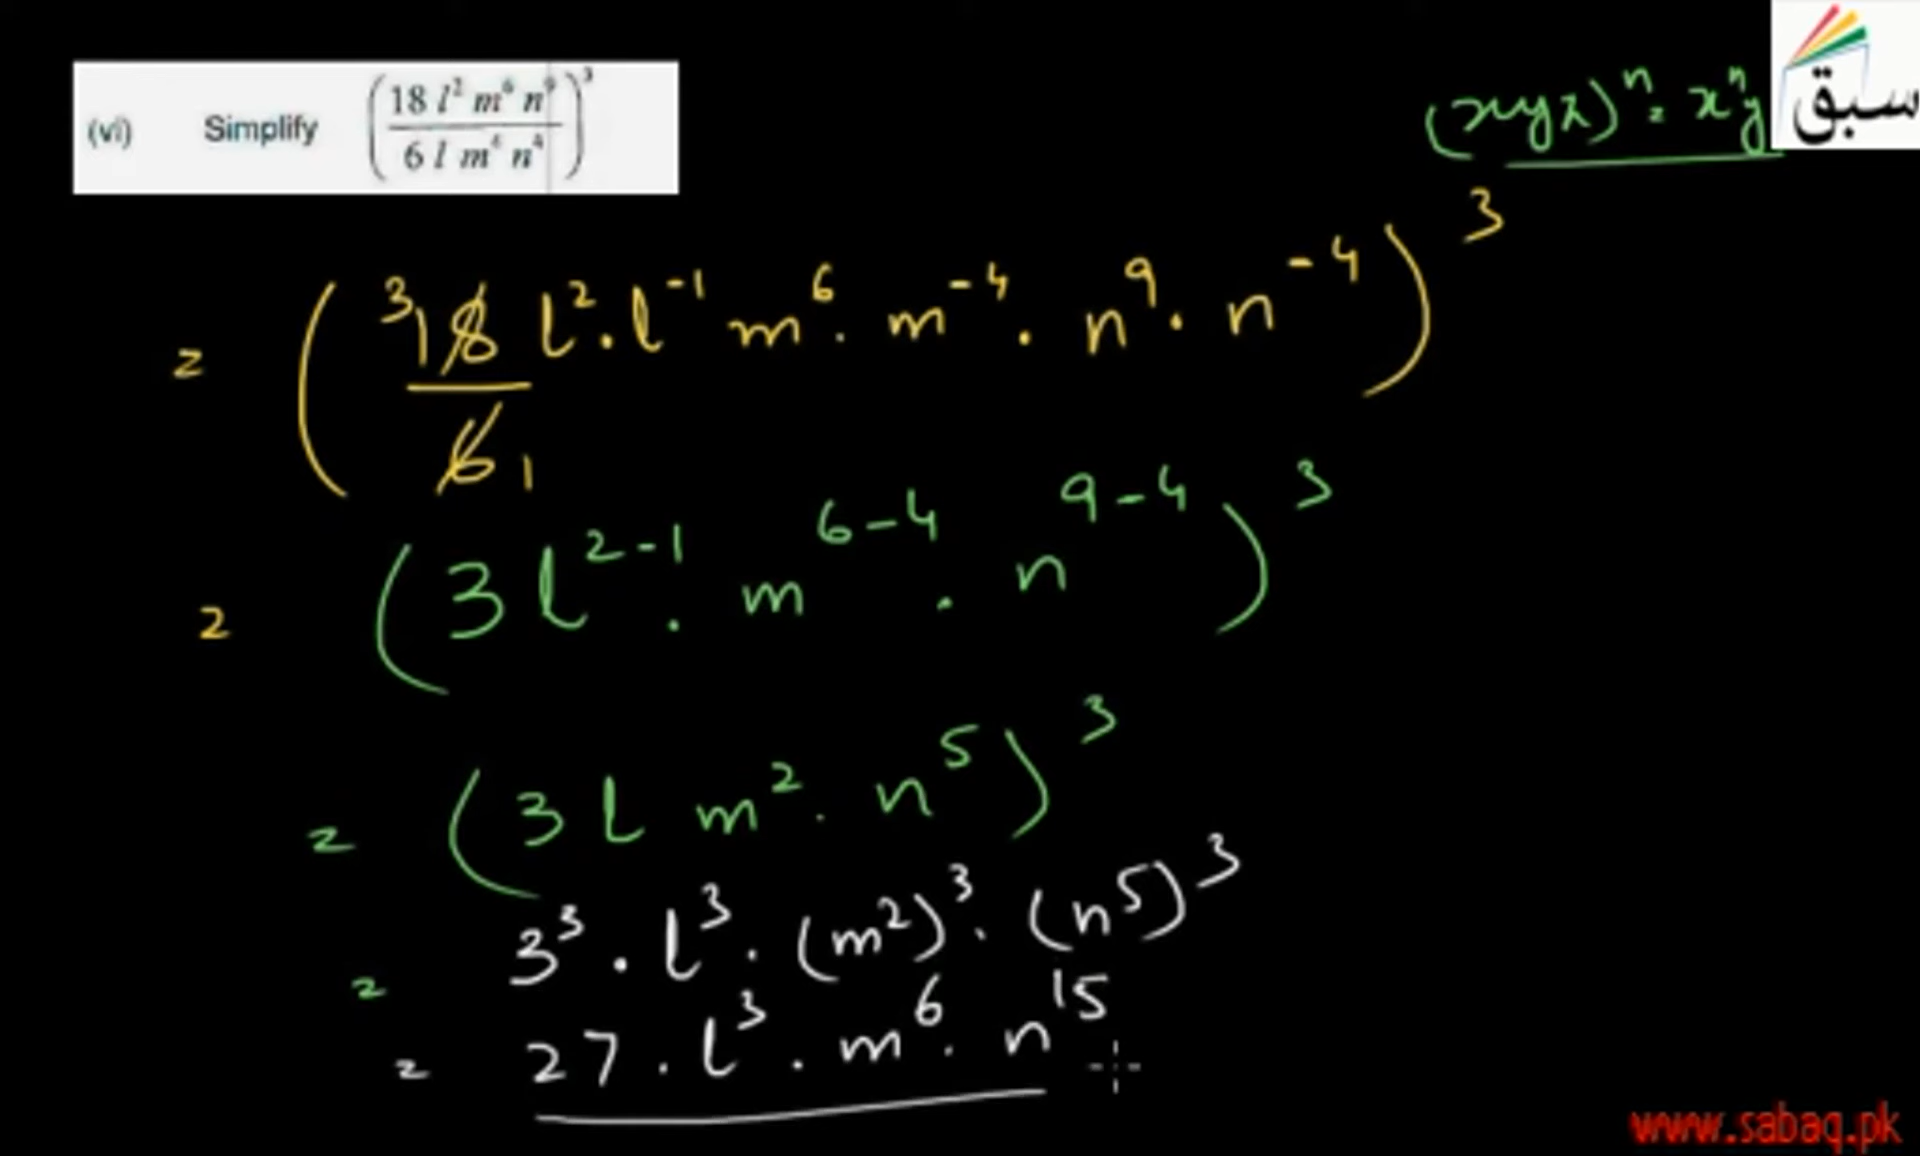 (vi) Simplify (18 l² m⁶ n⁹ / 6 l m⁴ n⁴)³
(xyz)ⁿ = xⁿy
سبق
= (³18/6₁ l² . l⁻¹ m⁶ . m⁻⁴ . n⁹ . n⁻⁴)³
= (3 l²⁻¹ . m⁶⁻⁴ . n⁹⁻⁴)³
= (3 l m² . n⁵)³
= 3³ . l³ . (m²)³ . (n⁵)³
= 27 . l³ . m⁶ . n¹⁵
www.sabaq.pk